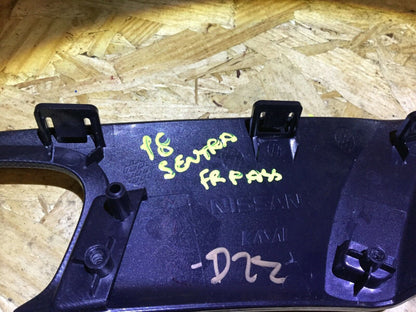 18
SENTRA
FR PASS
NISSAN
-D22